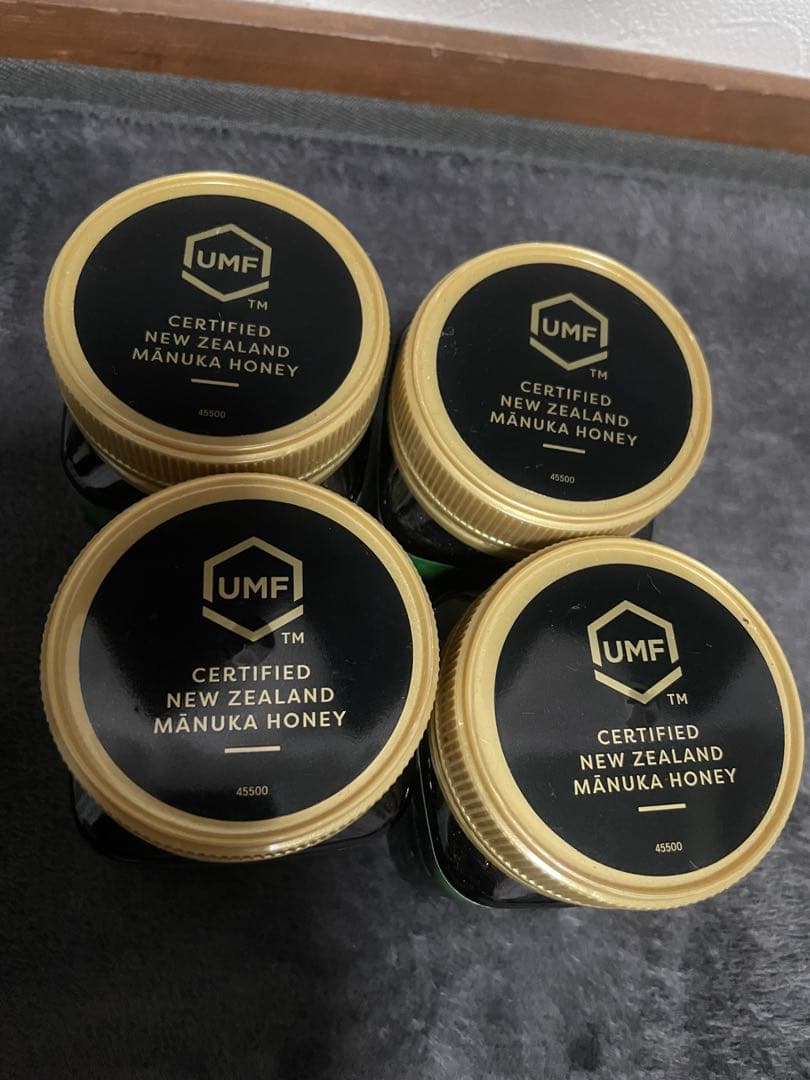 UMF
TM
CERTIFIED
NEW ZEALAND
MĀNUKA HONEY
45500
UMF
TM
CERTIFIED
NEW ZEALAND
MĀNUKA HONEY
45500
UMF
TM
CERTIFIED
NEW ZEALAND
MĀNUKA HONEY
45500
UMF
TM
CERTIFIED
NEW ZEALAND
MĀNUKA HONEY
45500